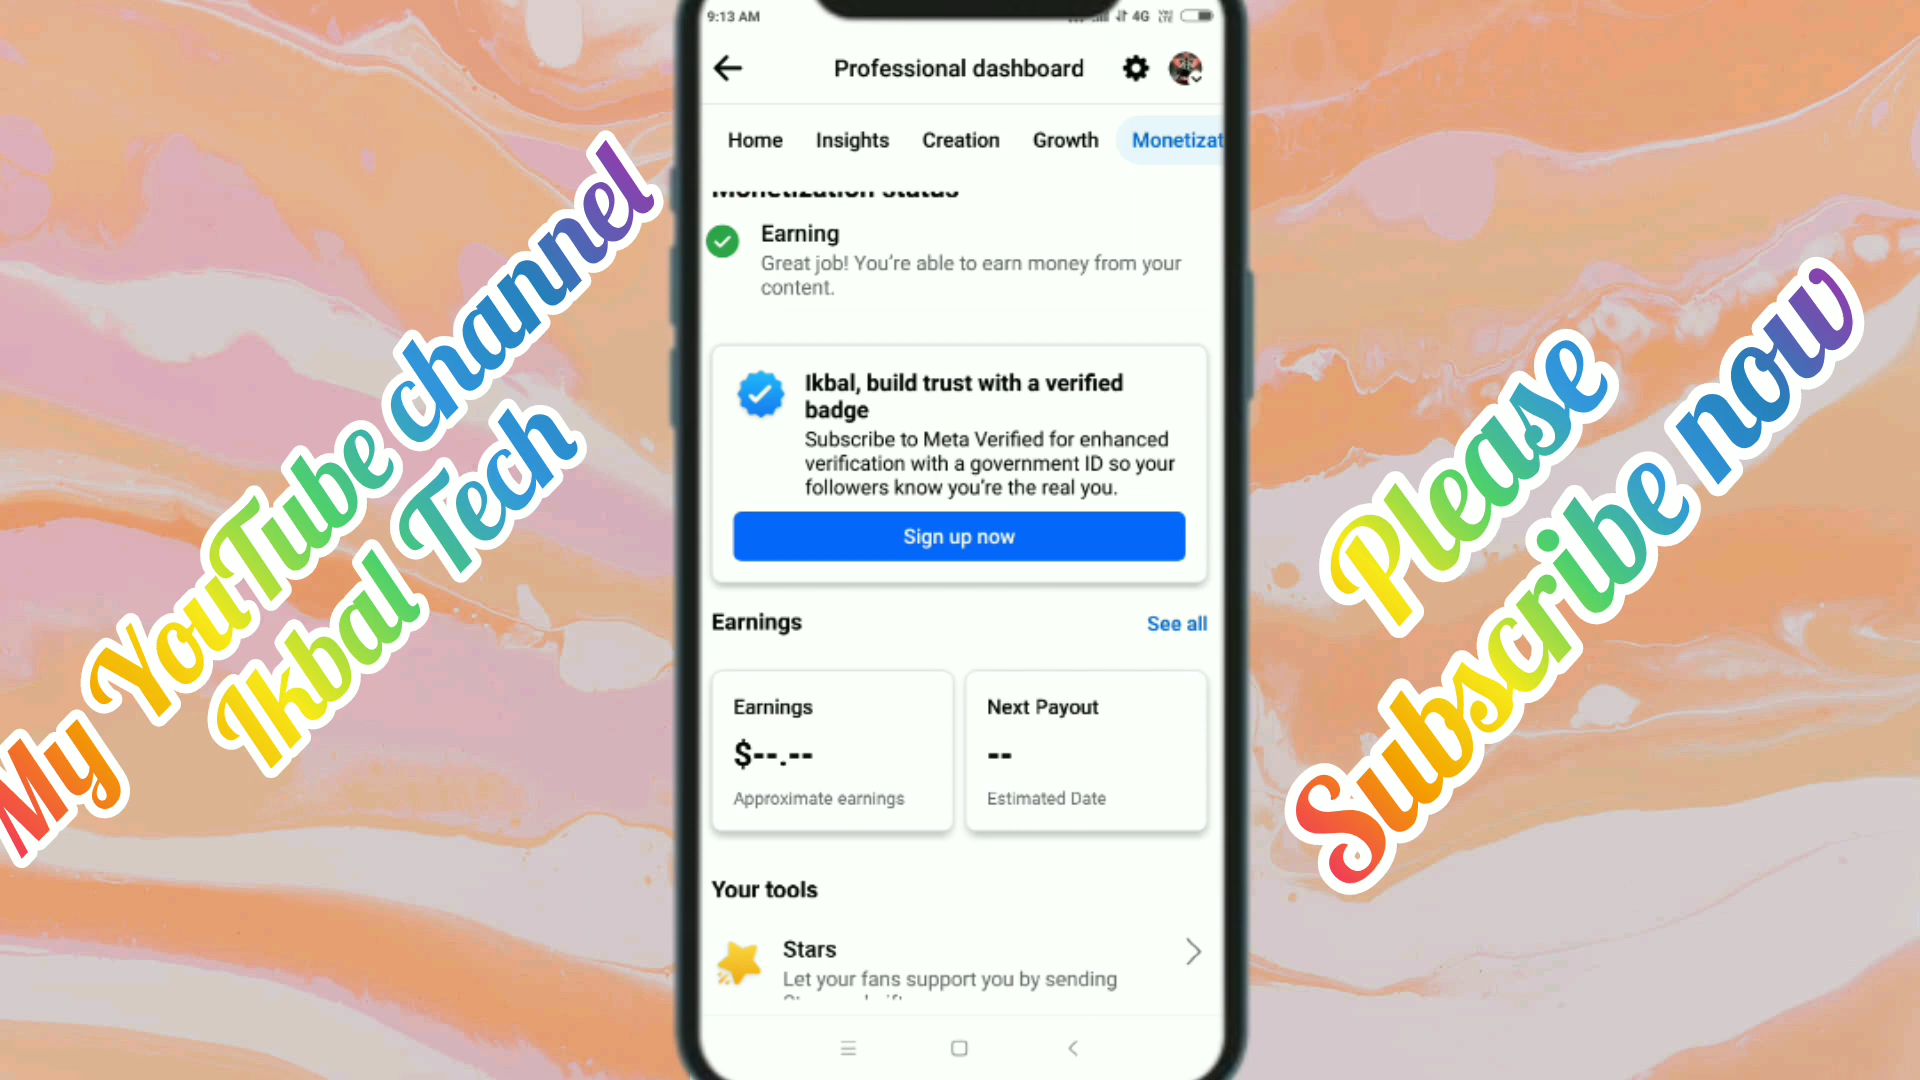 My YouTube channel
Ikbal Tech
9:13 AM
4G
Professional dashboard
Home Insights Creation Growth Monetizat
Monetization status
Earning
Great job! You're able to earn money from your
content.
Ikbal, build trust with a verified
badge
Subscribe to Meta Verified for enhanced
verification with a government ID so your
followers know you're the real you.
Sign up now
Earnings See all
Earnings Next Payout
$--.-- --
Approximate earnings Estimated Date
Your tools
Stars
Let your fans support you by sending
Please
Subscribe now